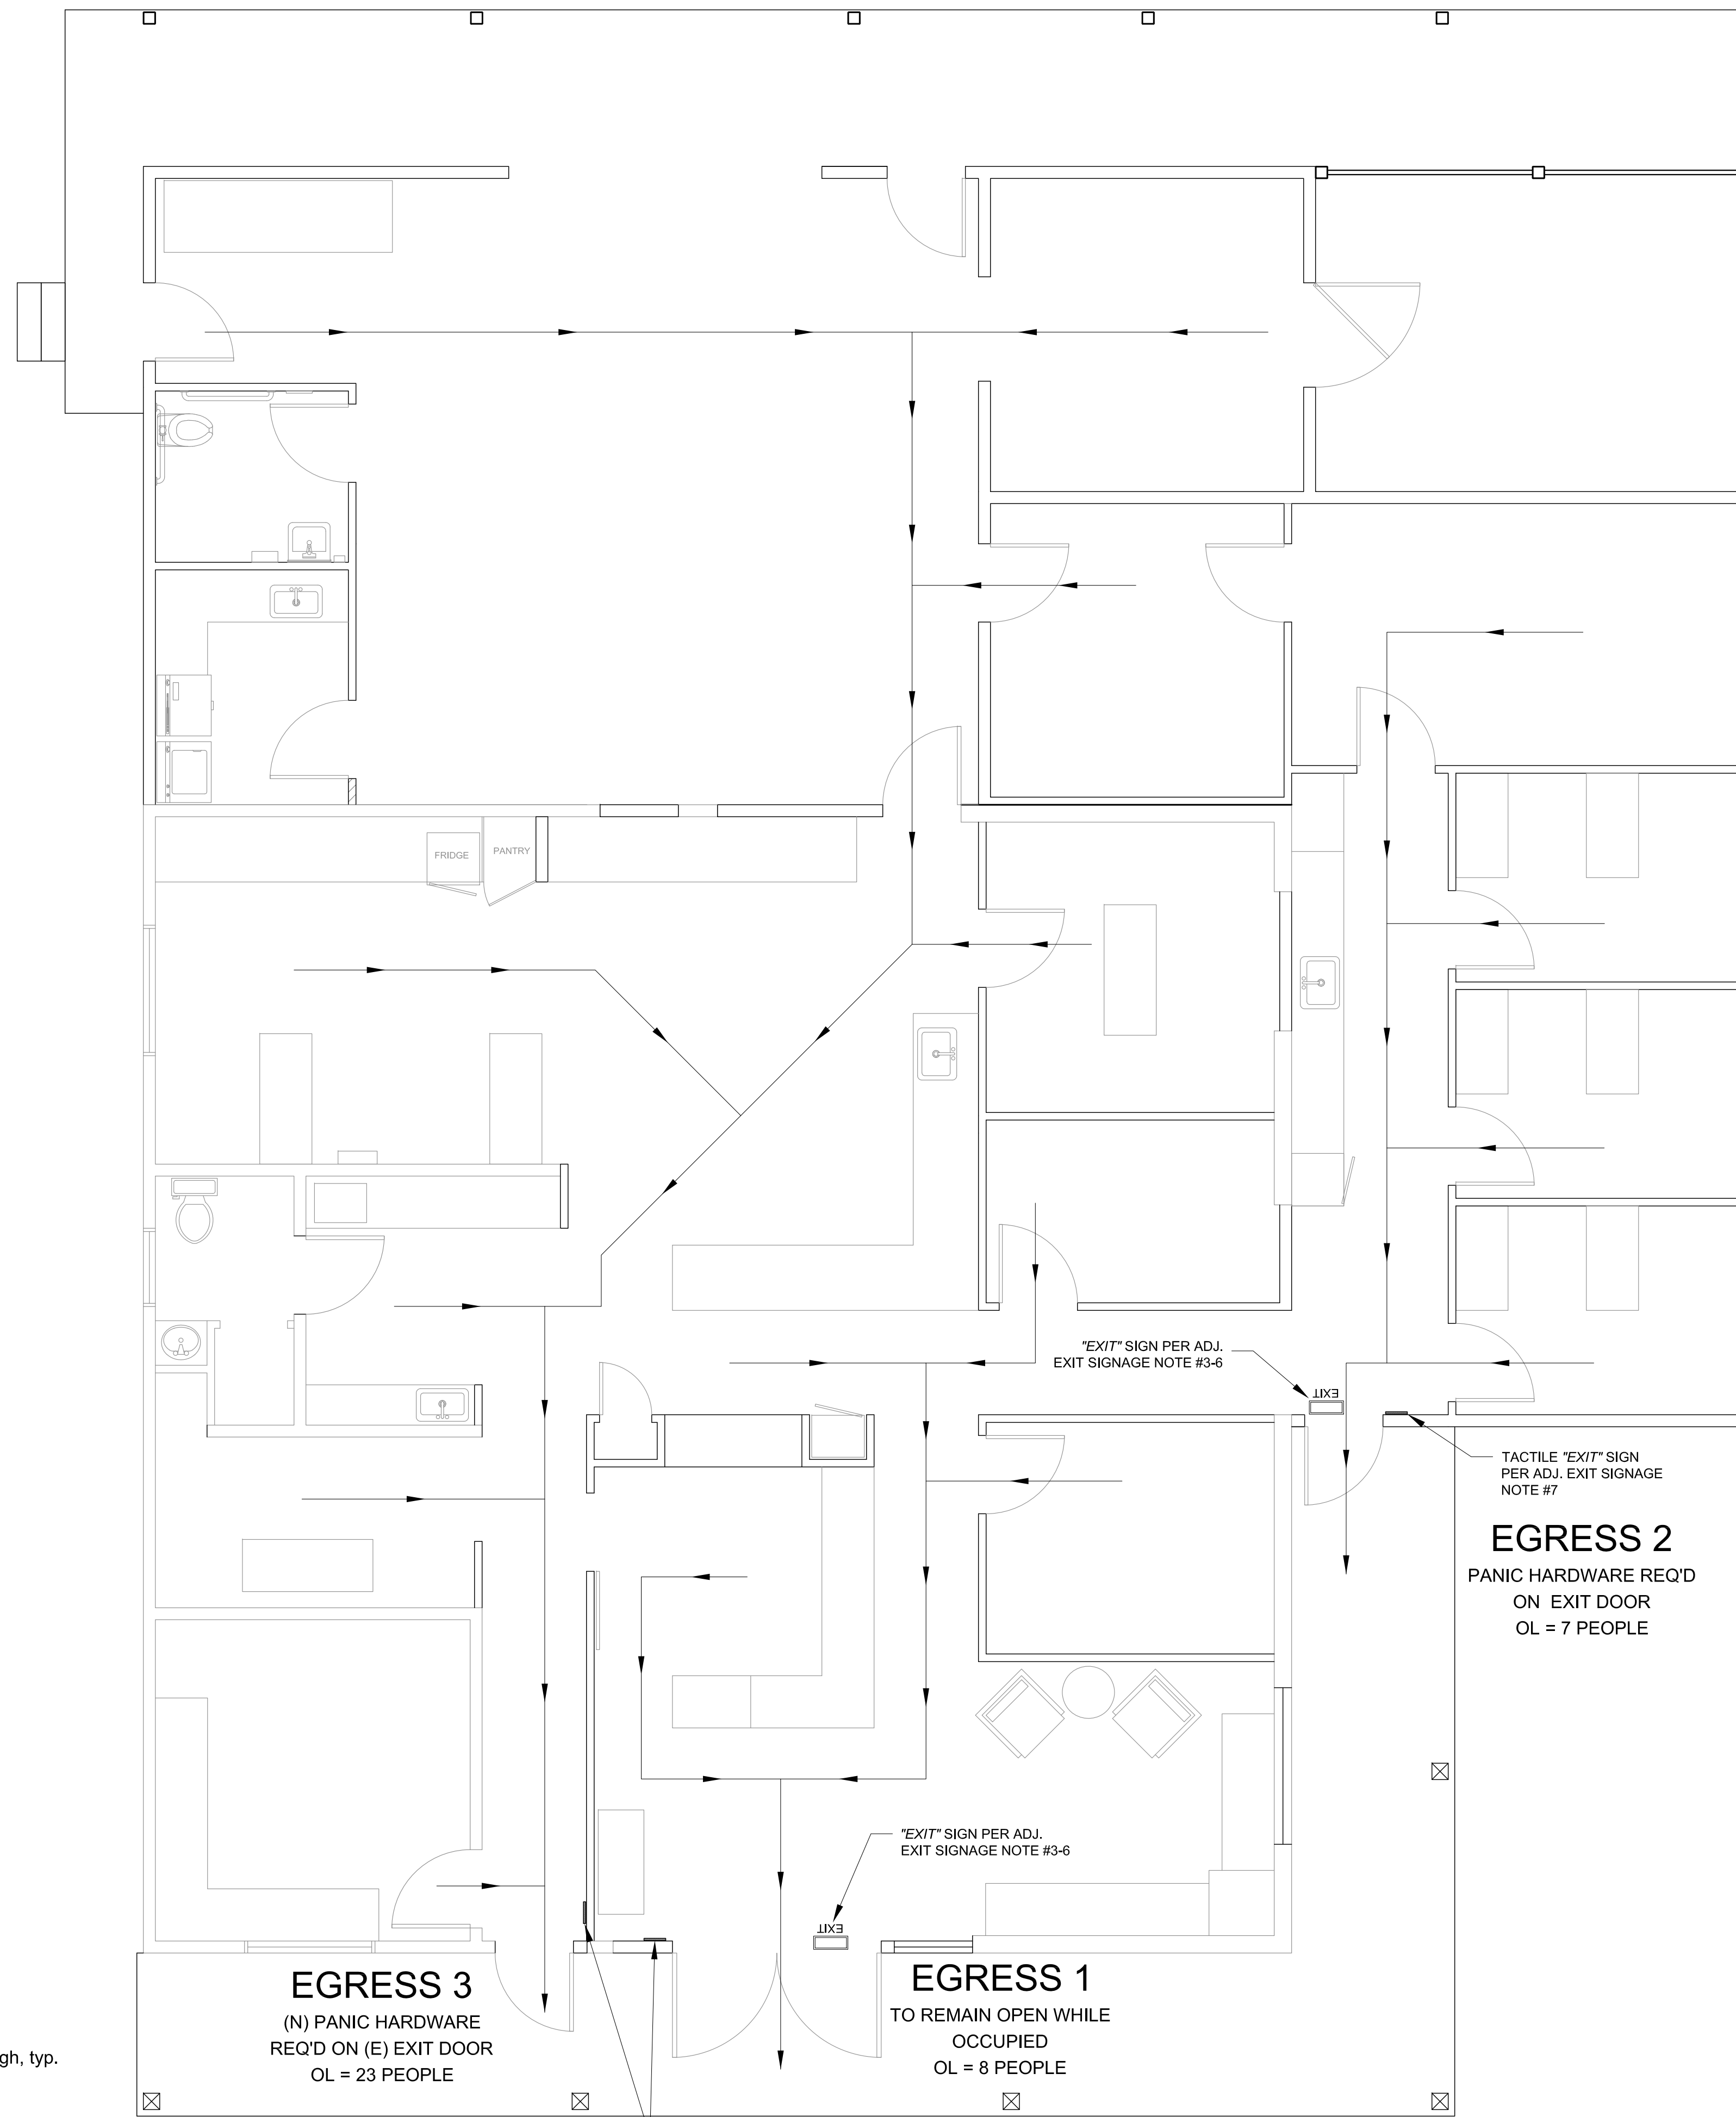 FRIDGE
PANTRY
"EXIT" SIGN PER ADJ.
EXIT SIGNAGE NOTE #3-6
EXIT
TACTILE "EXIT" SIGN
PER ADJ. EXIT SIGNAGE
NOTE #7
EGRESS 2
PANIC HARDWARE REQ'D
ON EXIT DOOR
OL = 7 PEOPLE
"EXIT" SIGN PER ADJ.
EXIT SIGNAGE NOTE #3-6
EXIT
EGRESS 3
(N) PANIC HARDWARE
REQ'D ON (E) EXIT DOOR
OL = 23 PEOPLE
EGRESS 1
TO REMAIN OPEN WHILE
OCCUPIED
OL = 8 PEOPLE
gh, typ.